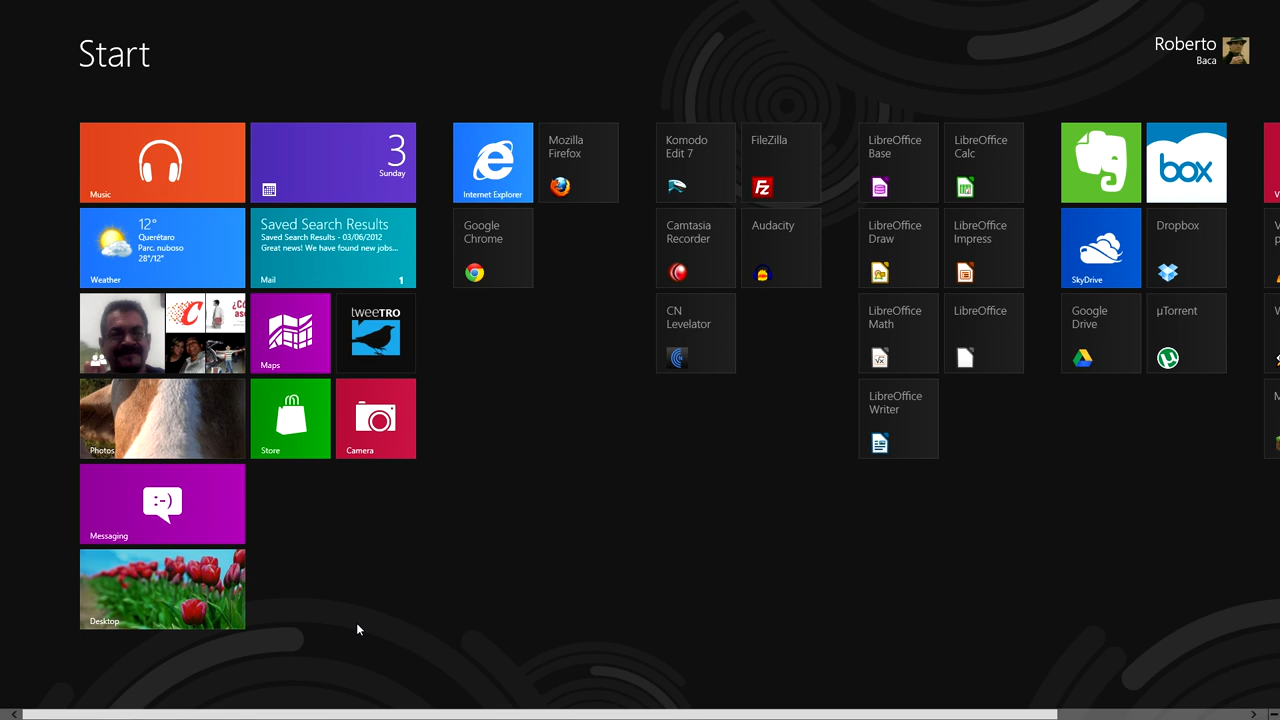 Start
Roberto
Baca
Music
3
Sunday
12°
Querétaro
Parc. nuboso
28°/12°
Weather
Saved Search Results
Saved Search Results - 03/06/2012
Great news! We have found new jobs...
Mail
1
Maps
tweeTRO
Photos
Store
Camera
Messaging
Desktop
Internet Explorer
Mozilla
Firefox
Google
Chrome
Komodo
Edit 7
FileZilla
Fz
Camtasia
Recorder
Audacity
CN
Levelator
LibreOffice
Base
LibreOffice
Calc
LibreOffice
Draw
LibreOffice
Impress
LibreOffice
Math
LibreOffice
LibreOffice
Writer
box
SkyDrive
Dropbox
Google
Drive
µTorrent